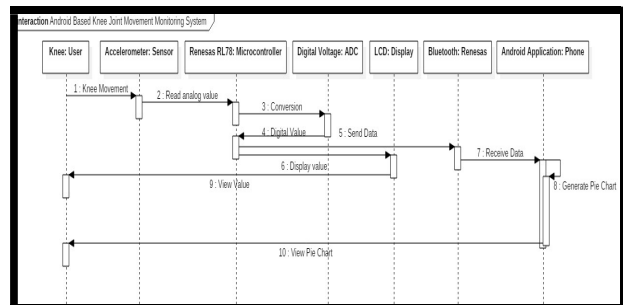 interaction Android Based Knee Joint Movement Monitoring System
Knee: User Accelerometer: Sensor Renesas RL78: Microcontroller Digital Voltage: ADC LCD: Display Bluetooth: Renesas Android Application: Phone
1 : Knee Movement
2 : Read analog value
3 : Conversion
4 : Digital Value
5 : Send Data
6 : Display value
7 : Receive Data
8 : Generate Pie Chart
9 : View Value
10 : View Pie Chart